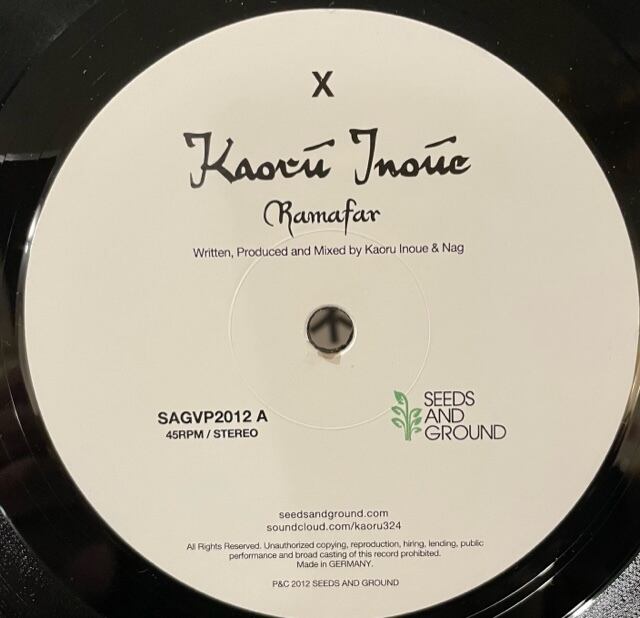 X
Kaorū Inoūe
Ramafar
Written, Produced and Mixed by Kaoru Inoue & Nag
SAGVP2012 A
45RPM / STEREO
SEEDS
AND
GROUND
seedsandground.com
soundcloud.com/kaoru324
All Rights Reserved. Unauthorized copying, reproduction, hiring, lending, public
performance and broad casting of this record prohibited.
Made in GERMANY.
P&C 2012 SEEDS AND GROUND